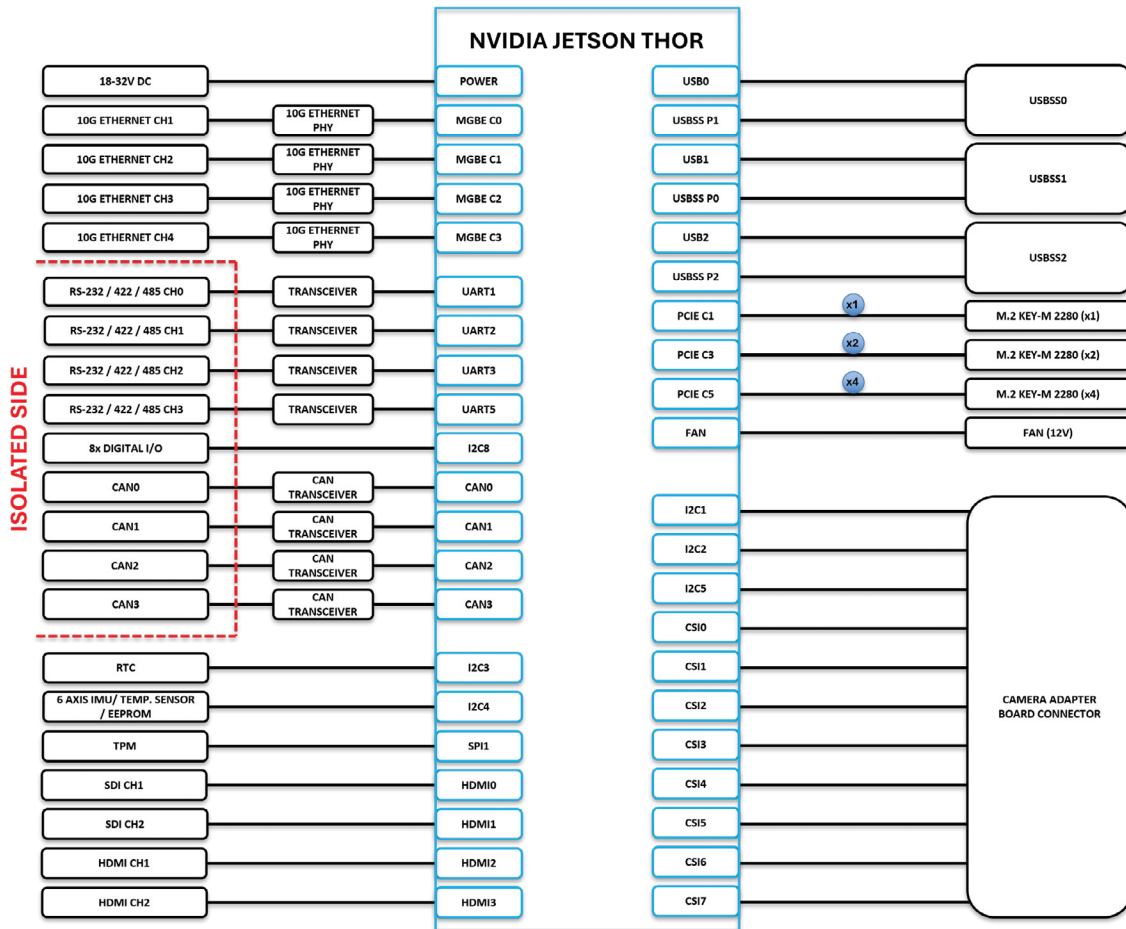 NVIDIA JETSON THOR
18-32V DC
POWER
10G ETHERNET CH1
10G ETHERNET
PHY
MGBE C0
10G ETHERNET CH2
10G ETHERNET
PHY
MGBE C1
10G ETHERNET CH3
10G ETHERNET
PHY
MGBE C2
10G ETHERNET CH4
10G ETHERNET
PHY
MGBE C3
ISOLATED SIDE
RS-232 / 422 / 485 CH0
TRANSCEIVER
UART1
RS-232 / 422 / 485 CH1
TRANSCEIVER
UART2
RS-232 / 422 / 485 CH2
TRANSCEIVER
UART3
RS-232 / 422 / 485 CH3
TRANSCEIVER
UART5
8x DIGITAL I/O
I2C8
CAN0
CAN
TRANSCEIVER
CAN0
CAN1
CAN
TRANSCEIVER
CAN1
CAN2
CAN
TRANSCEIVER
CAN2
CAN3
CAN
TRANSCEIVER
CAN3
RTC
I2C3
6 AXIS IMU/ TEMP. SENSOR
/ EEPROM
I2C4
TPM
SPI1
SDI CH1
HDMI0
SDI CH2
HDMI1
HDMI CH1
HDMI2
HDMI CH2
HDMI3
USB0
USBSS P1
USBSS0
USB1
USBSS P0
USBSS1
USB2
USBSS P2
USBSS2
PCIE C1
x1
M.2 KEY-M 2280 (x1)
PCIE C3
x2
M.2 KEY-M 2280 (x2)
PCIE C5
x4
M.2 KEY-M 2280 (x4)
FAN
FAN (12V)
I2C1
I2C2
I2C5
CSI0
CSI1
CSI2
CSI3
CSI4
CSI5
CSI6
CSI7
CAMERA ADAPTER
BOARD CONNECTOR